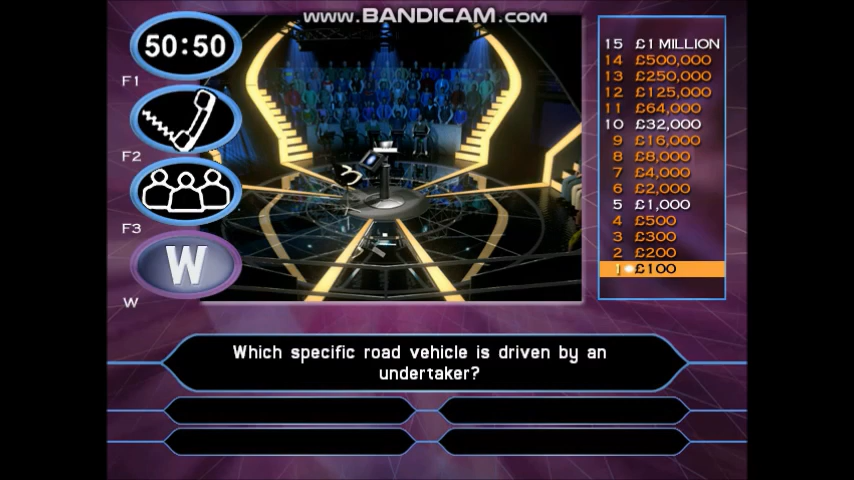 www.BANDICAM.com
50:50
F1
F2
F3
W
W
15 £1 MILLION
14 £500,000
13 £250,000
12 £125,000
11 £64,000
10 £32,000
9 £16,000
8 £8,000
7 £4,000
6 £2,000
5 £1,000
4 £500
3 £300
2 £200
1 £100
Which specific road vehicle is driven by an
undertaker?